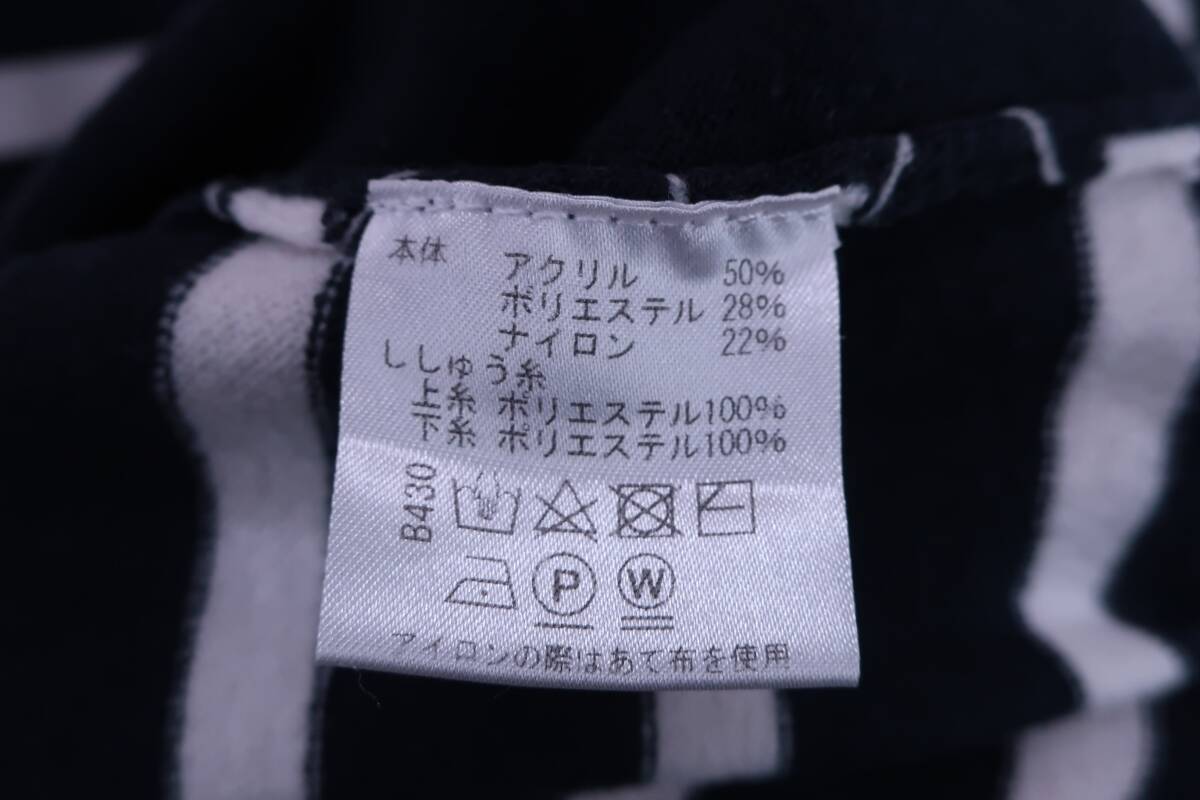 本体 アクリル 50%
ポリエステル 28%
ナイロン 22%
ししゅう糸
上糸 ポリエステル100%
下糸 ポリエステル100%
B430
P W
アイロンの際はあて布を使用